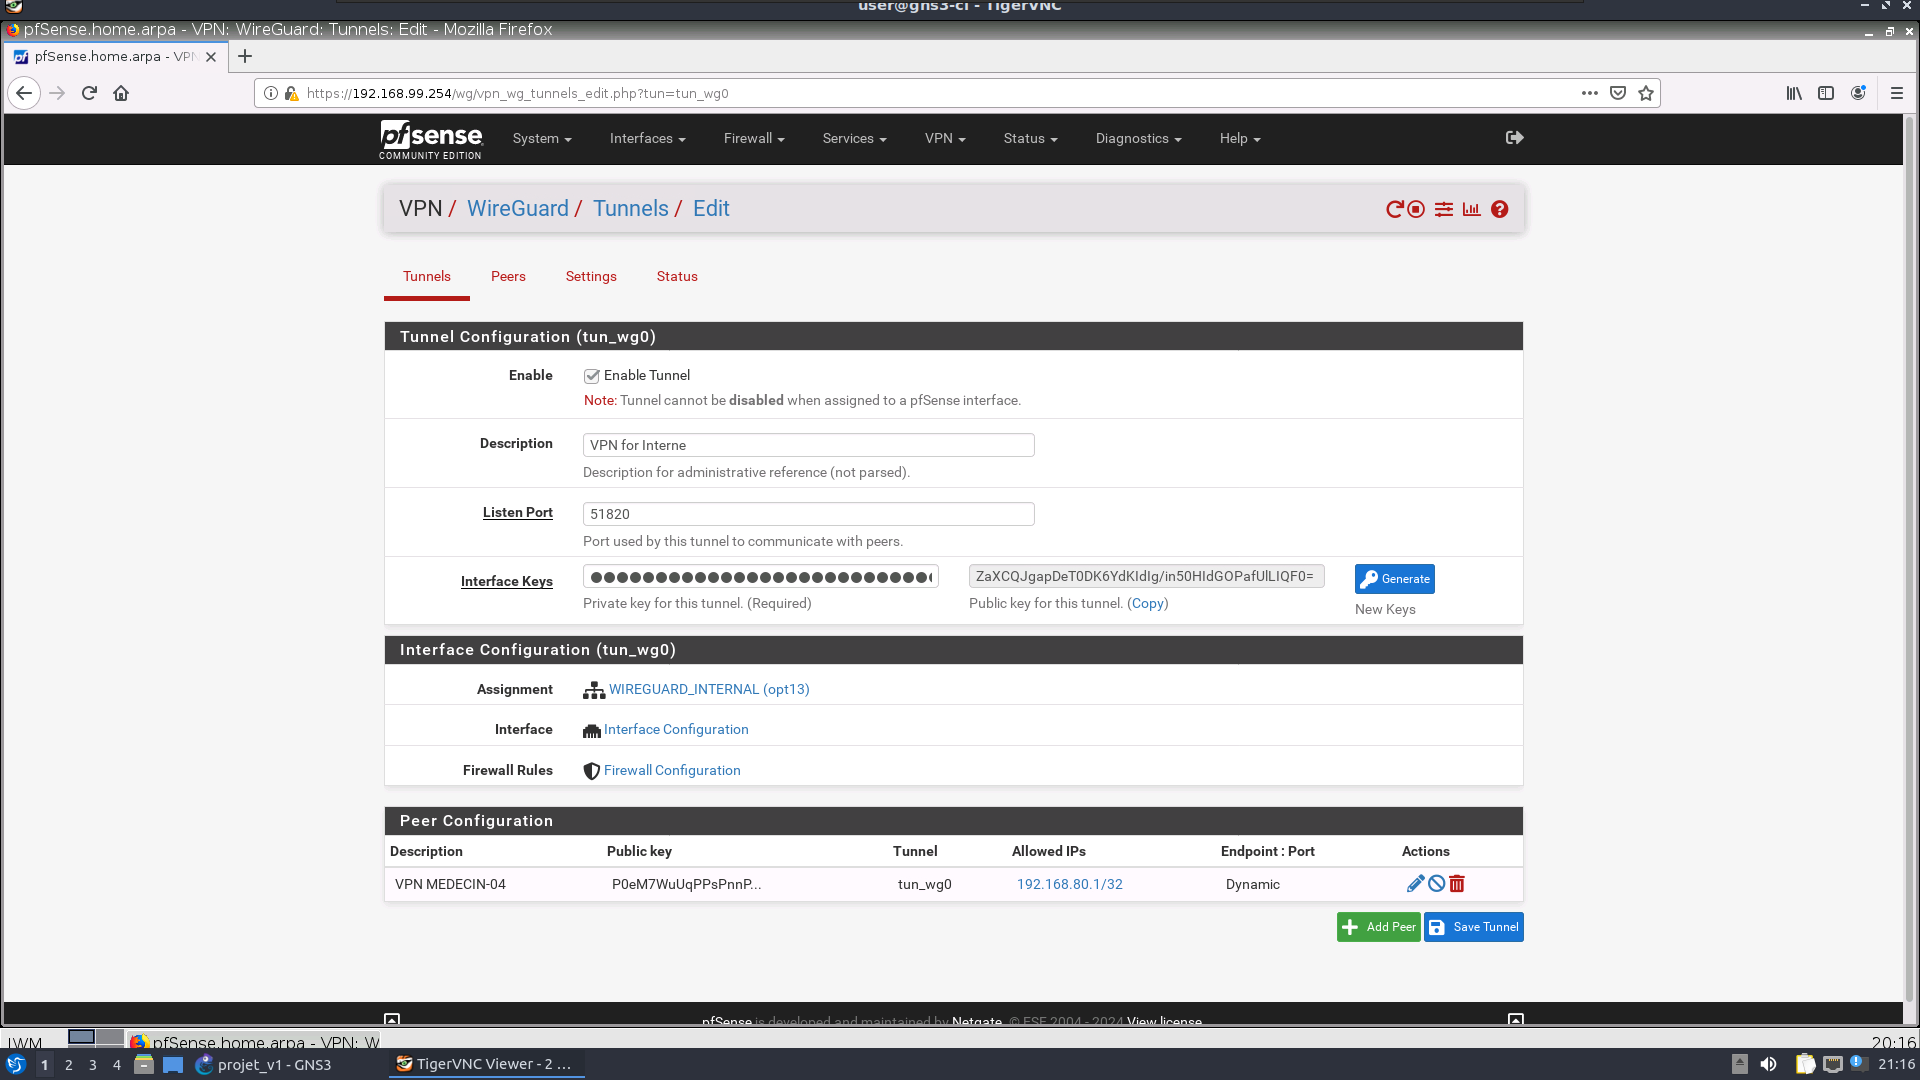 user@gns3-cl - TigerVNC
pfSense.home.arpa - VPN: WireGuard: Tunnels: Edit - Mozilla Firefox
pfSense.home.arpa - VPN
https://192.168.99.254/wg/vpn_wg_tunnels_edit.php?tun=tun_wg0
pfsense
COMMUNITY EDITION
System Interfaces Firewall Services VPN Status Diagnostics Help
VPN / WireGuard / Tunnels / Edit
Tunnels Peers Settings Status
Tunnel Configuration (tun_wg0)
Enable Enable Tunnel
Note: Tunnel cannot be disabled when assigned to a pfSense interface.
Description VPN for Interne
Description for administrative reference (not parsed).
Listen Port 51820
Port used by this tunnel to communicate with peers.
Interface Keys ZaXCQJgapDeT0DK6YdKIdIg/in50HIdGOPafUlLIQF0= Generate
Private key for this tunnel. (Required) Public key for this tunnel. (Copy) New Keys
Interface Configuration (tun_wg0)
Assignment WIREGUARD_INTERNAL (opt13)
Interface Interface Configuration
Firewall Rules Firewall Configuration
Peer Configuration
Description Public key Tunnel Allowed IPs Endpoint : Port Actions
VPN MEDECIN-04 P0eM7WuUqPPsPnnP... tun_wg0 192.168.80.1/32 Dynamic
Add Peer Save Tunnel
pfSense is developed and maintained by Netgate. © ESF 2004 - 2024 View license.
IWM pfSense.home.arpa - VPN: W 20:16
1 2 3 4 projet_v1 - GNS3 TigerVNC Viewer - 2 ... 21:16